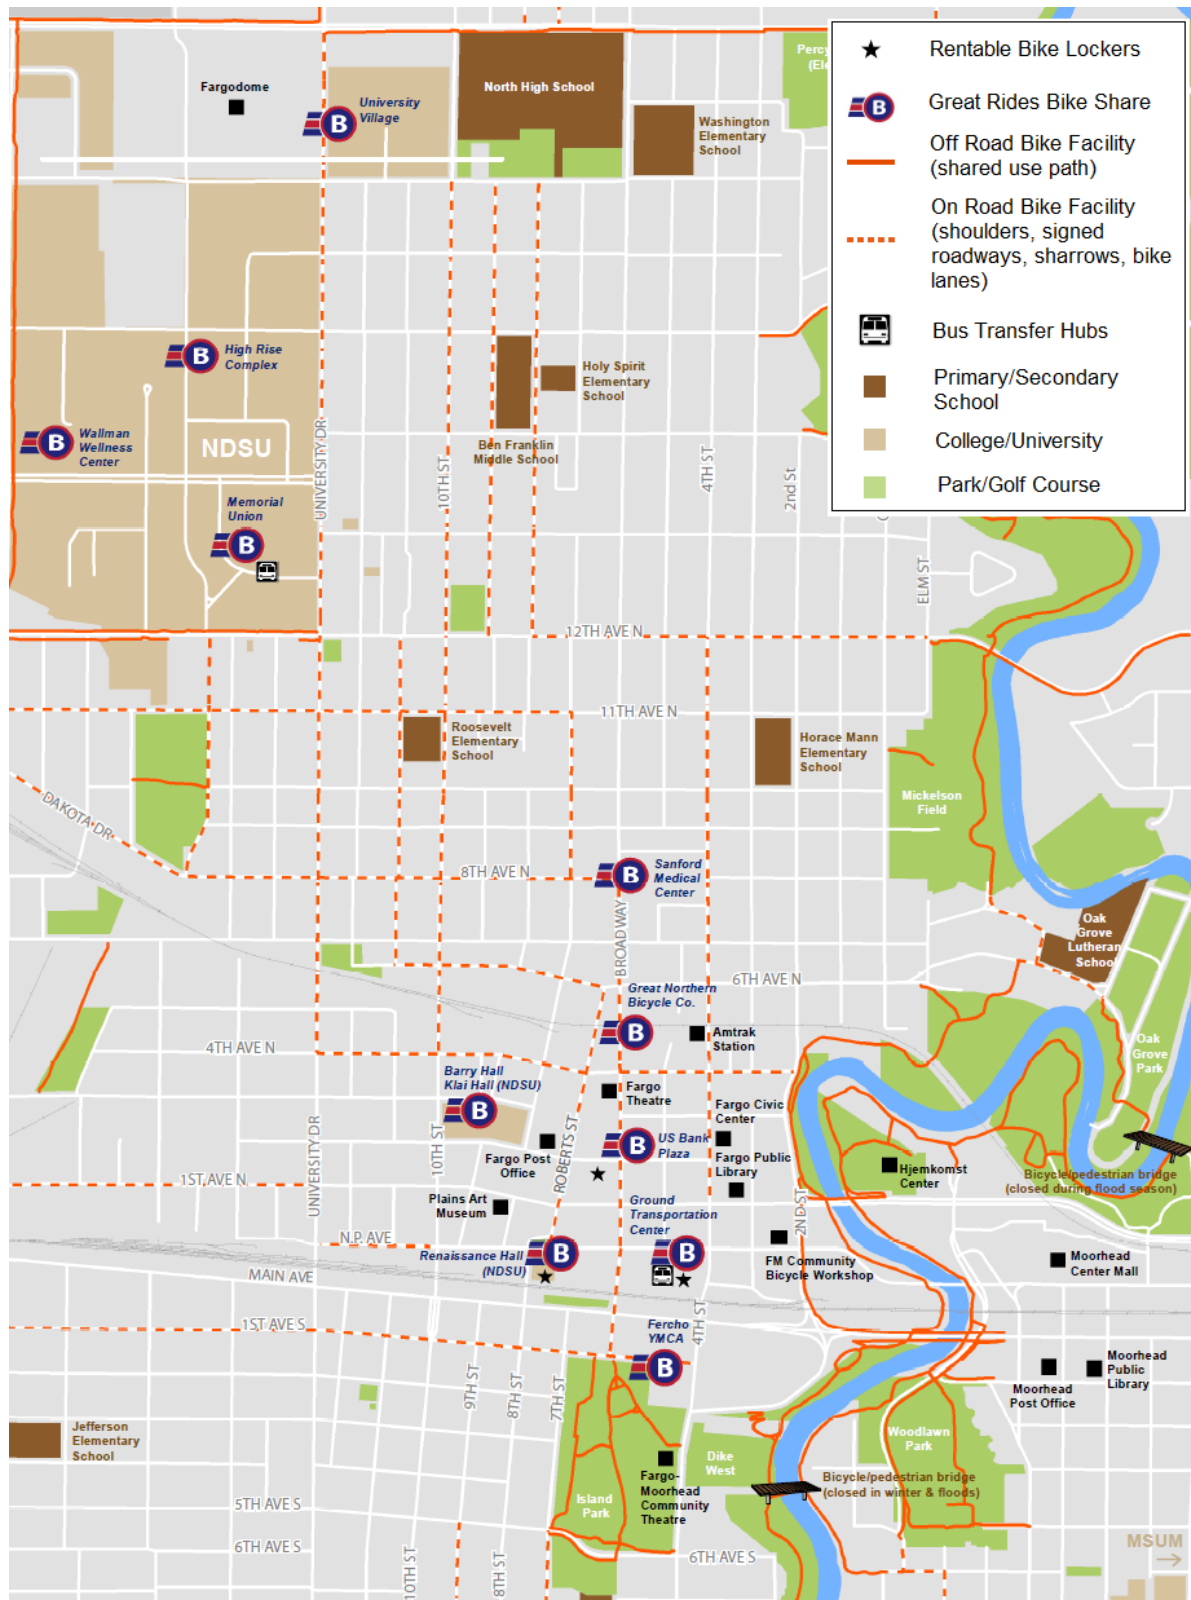 Rentable Bike Lockers
Great Rides Bike Share
Off Road Bike Facility
(shared use path)
On Road Bike Facility
(shoulders, signed
roadways, sharrows, bike
lanes)
Bus Transfer Hubs
Primary/Secondary
School
College/University
Park/Golf Course
Fargodome
University
Village
North High School
Washington
Elementary
School
High Rise
Complex
Holy Spirit
Elementary
School
Wallman
Wellness
Center
NDSU
Ben Franklin
Middle School
UNIVERSITY DR
10TH ST
4TH ST
2nd St
Memorial
Union
ELM ST
12TH AVE N
11TH AVE N
Roosevelt
Elementary
School
Horace Mann
Elementary
School
Mickelson
Field
DAKOTA DR
8TH AVE N
Sanford
Medical
Center
BROADWAY
Oak
Grove
Lutheran
School
6TH AVE N
Great Northern
Bicycle Co.
Amtrak
Station
4TH AVE N
Oak
Grove
Park
Barry Hall
Klai Hall (NDSU)
Fargo
Theatre
Fargo Civic
Center
UNIVERSITY DR
10TH ST
ROBERTS ST
Fargo Post
Office
US Bank
Plaza
Fargo Public
Library
Hjemkomst
Center
Bicycle/pedestrian bridge
(closed during flood season)
1ST AVE N
Plains Art
Museum
Ground
Transportation
Center
2ND ST
N.P. AVE
Renaissance Hall
(NDSU)
FM Community
Bicycle Workshop
Moorhead
Center Mall
MAIN AVE
1ST AVE S
Fercho
YMCA
4TH ST
Moorhead
Public
Library
Moorhead
Post Office
9TH ST
8TH ST
7TH ST
Jefferson
Elementary
School
Woodlawn
Park
Dike
West
Fargo-
Moorhead
Community
Theatre
Bicycle/pedestrian bridge
(closed in winter & floods)
Island
Park
5TH AVE S
6TH AVE S
6TH AVE S
10TH ST
8TH ST
MSUM